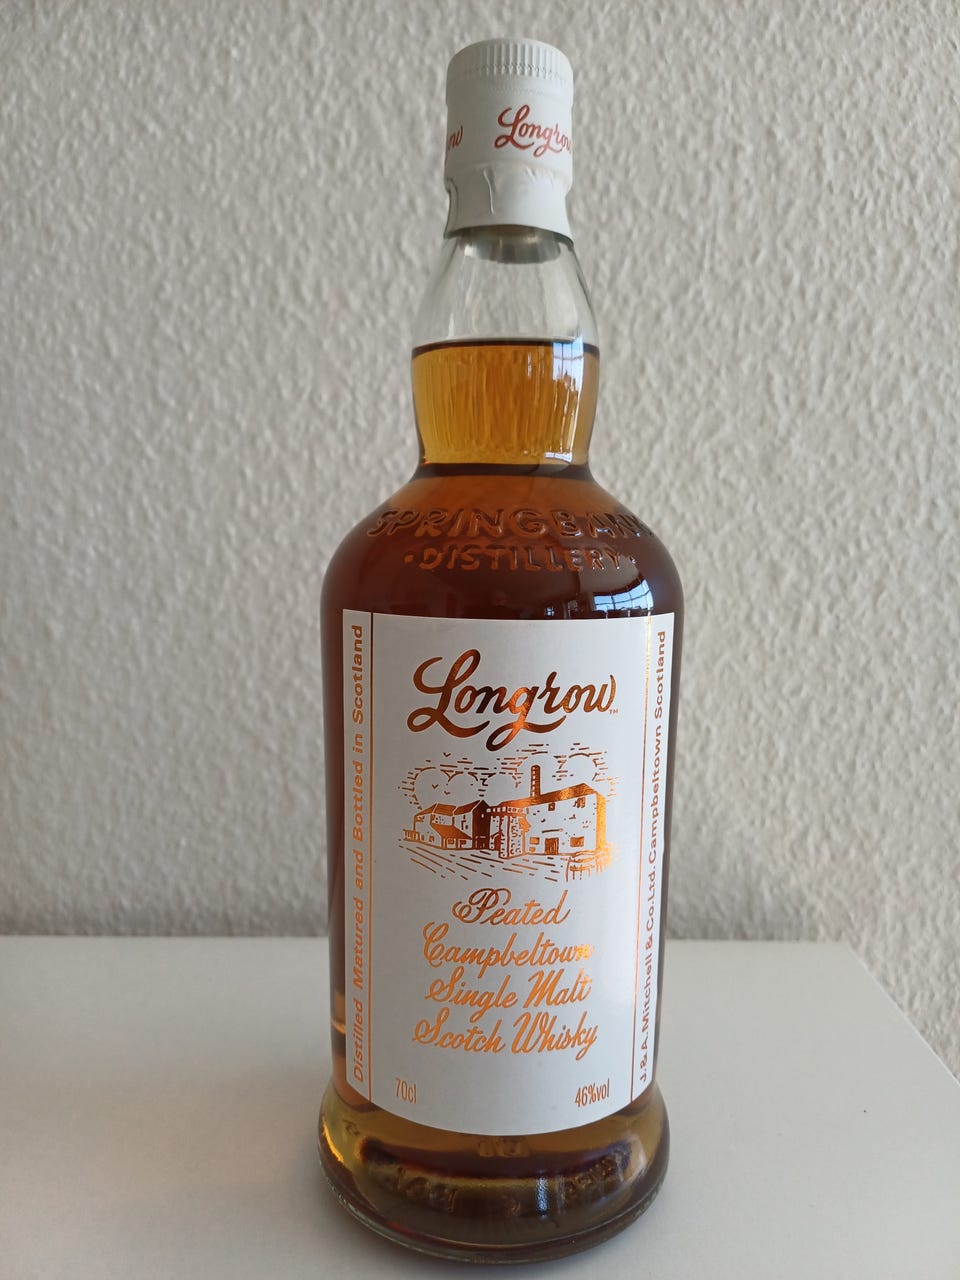 Longrow
SPRINGBANK
·DISTILLERY·
Longrow™
Peated
Campbeltown
Single Malt
Scotch Whisky
70cl
46%vol
Distilled Matured and Bottled in Scotland
J.&A.Mitchell & Co.Ltd. Campbeltown Scotland